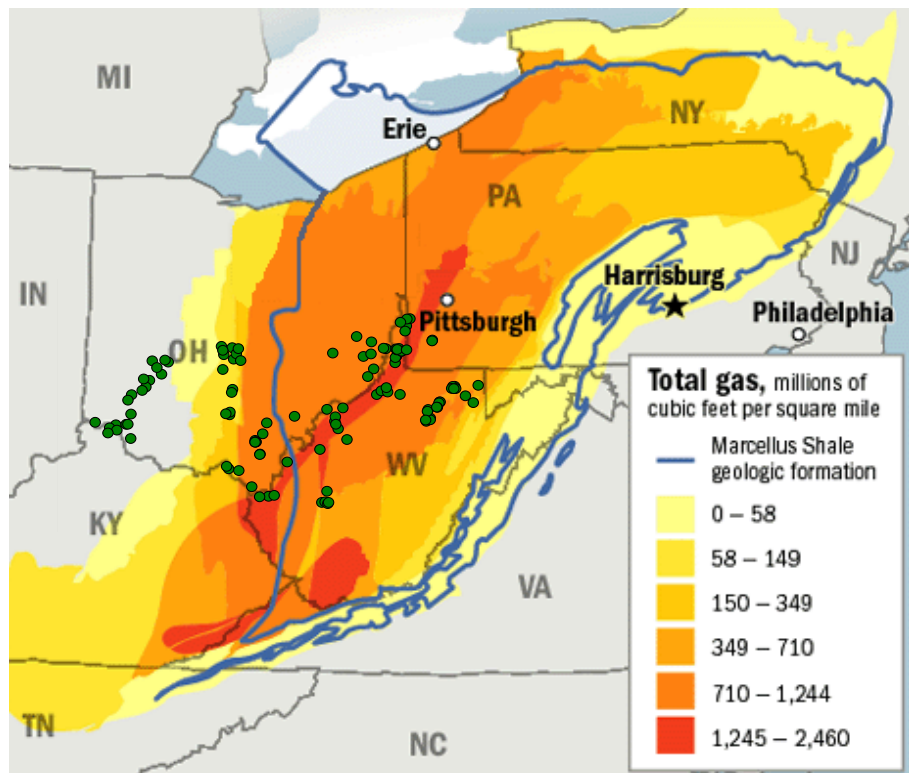 MI
Erie
NY
PA
NJ
IN
Harrisburg
OH
Pittsburgh
Philadelphia
WV
KY
VA
TN
NC
Total gas, millions of
cubic feet per square mile
Marcellus Shale
geologic formation
0 – 58
58 – 149
150 – 349
349 – 710
710 – 1,244
1,245 – 2,460